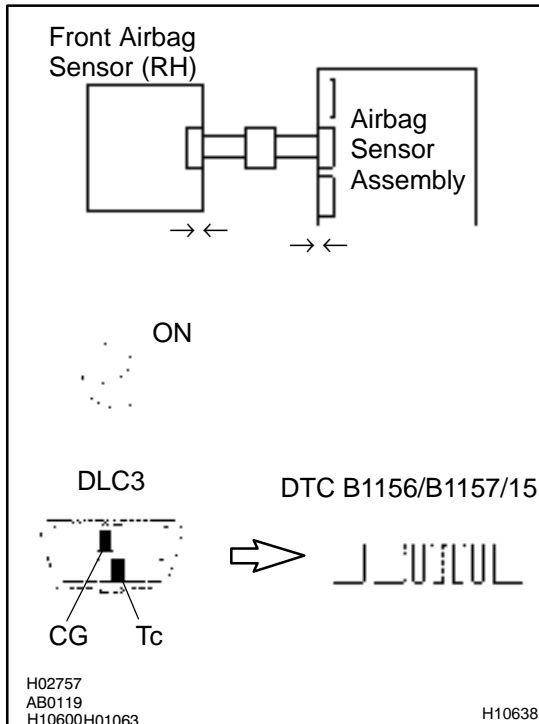 Front Airbag
Sensor (RH)
Airbag
Sensor
Assembly
ON
DLC3
DTC B1156/B1157/15
CG
Tc
H02757
AB0119
H10600H01063
H10638